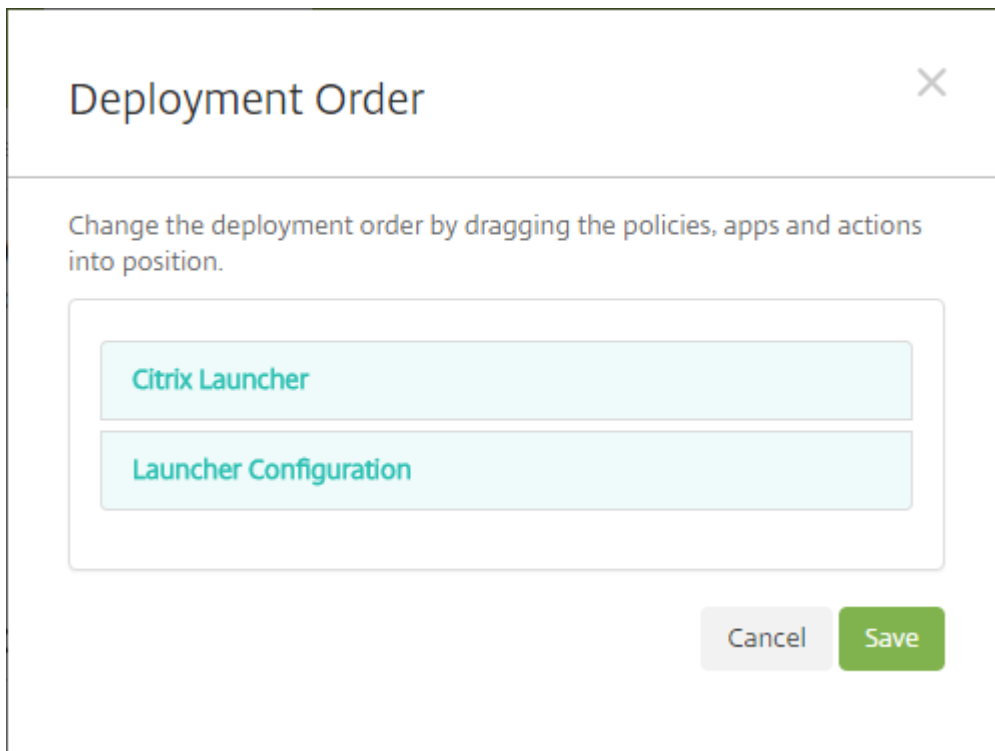 Deployment Order
Change the deployment order by dragging the policies, apps and actions
into position.
Citrix Launcher
Launcher Configuration
Cancel
Save